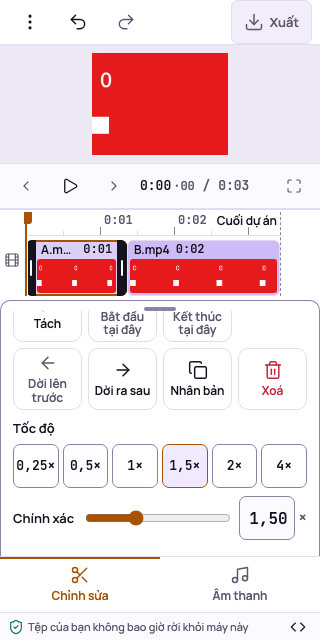 Xuất
0
0:00·00 / 0:03
0:01 0:02 Cuối dự án
A.m… 0:01 B.mp4 0:02
Tách
Bắt đầu tại đây
Kết thúc tại đây
Dời lên trước
Dời ra sau
Nhân bản
Xoá
Tốc độ
0,25× 0,5× 1× 1,5× 2× 4×
Chính xác 1,50 ×
Chỉnh sửa Âm thanh
Tệp của bạn không bao giờ rời khỏi máy này